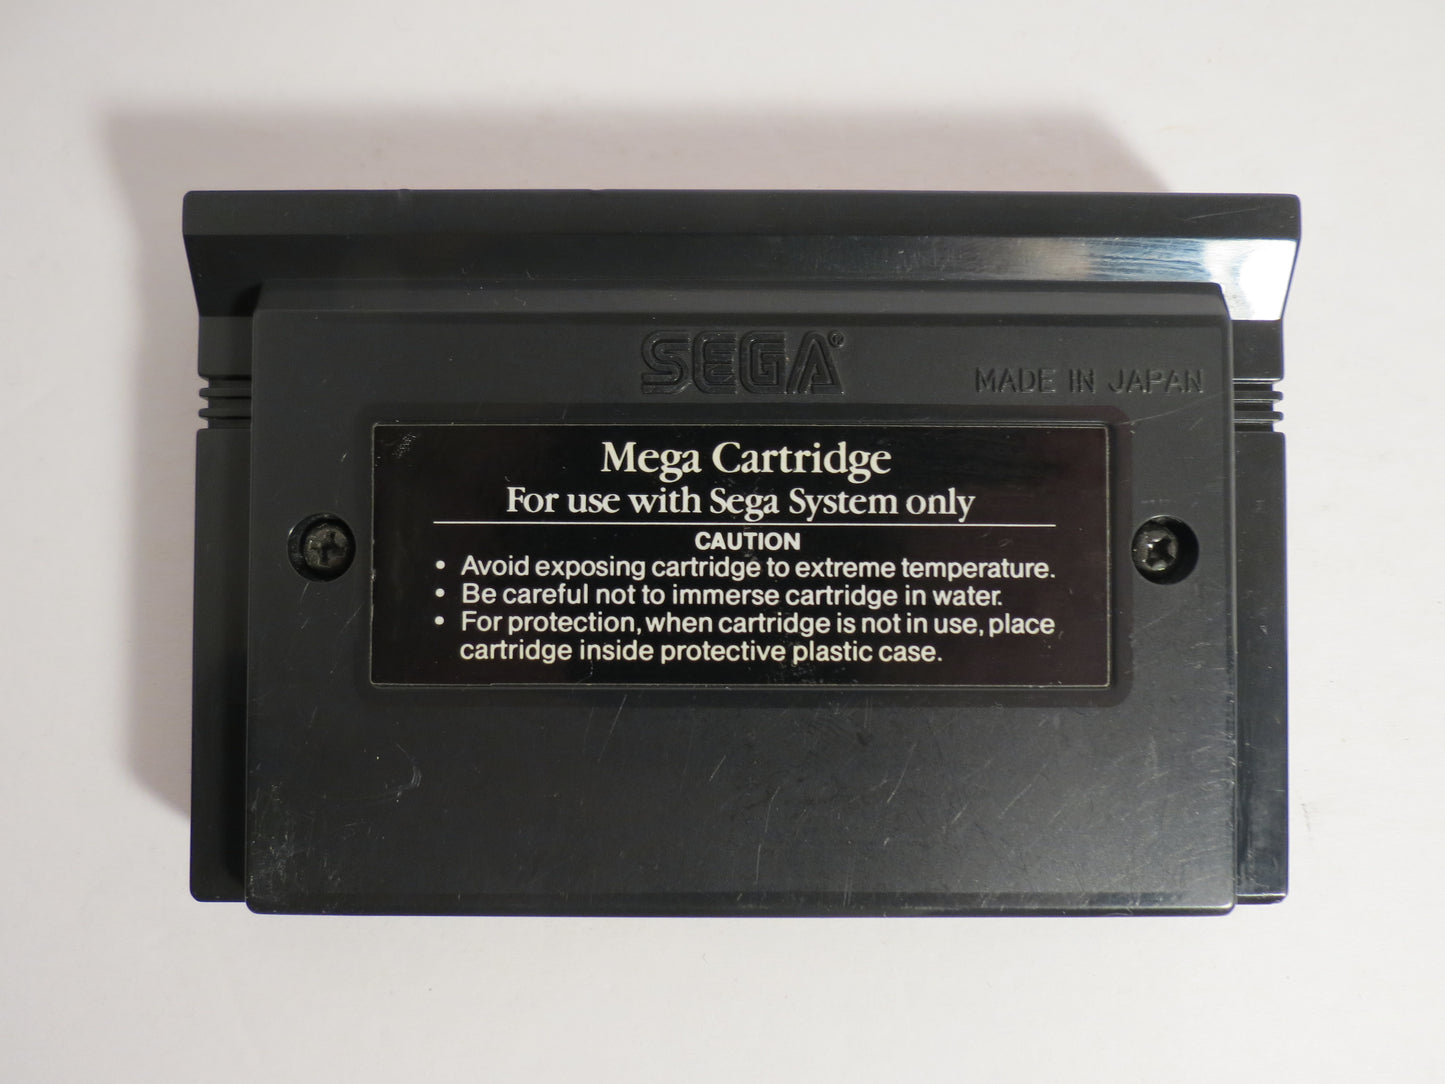 SEGA®
MADE IN JAPAN
Mega Cartridge
For use with Sega System only
CAUTION
• Avoid exposing cartridge to extreme temperature.
• Be careful not to immerse cartridge in water.
• For protection, when cartridge is not in use, place
cartridge inside protective plastic case.